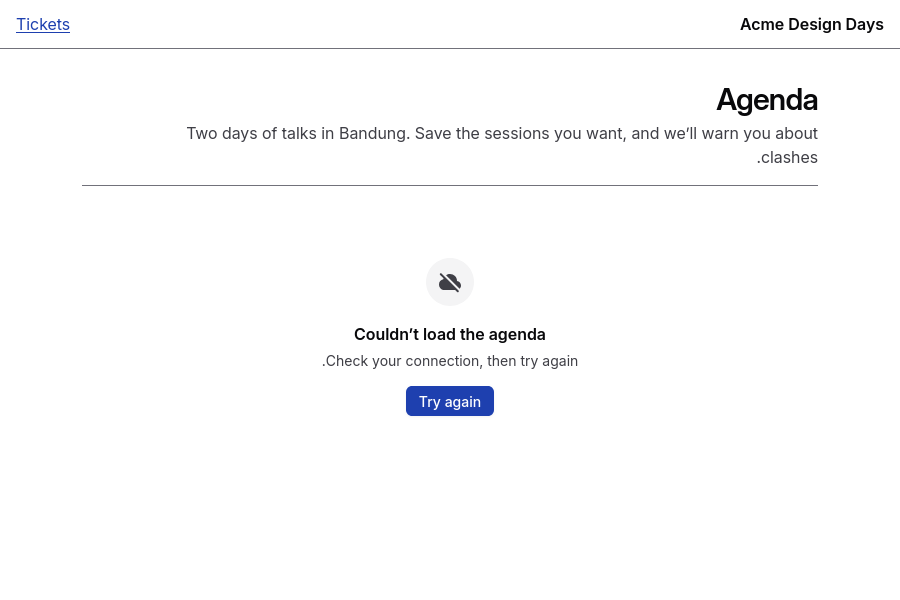 Acme Design Days
Tickets
Agenda
Two days of talks in Bandung. Save the sessions you want, and we’ll warn you about
clashes.
Couldn’t load the agenda
Check your connection, then try again.
Try again